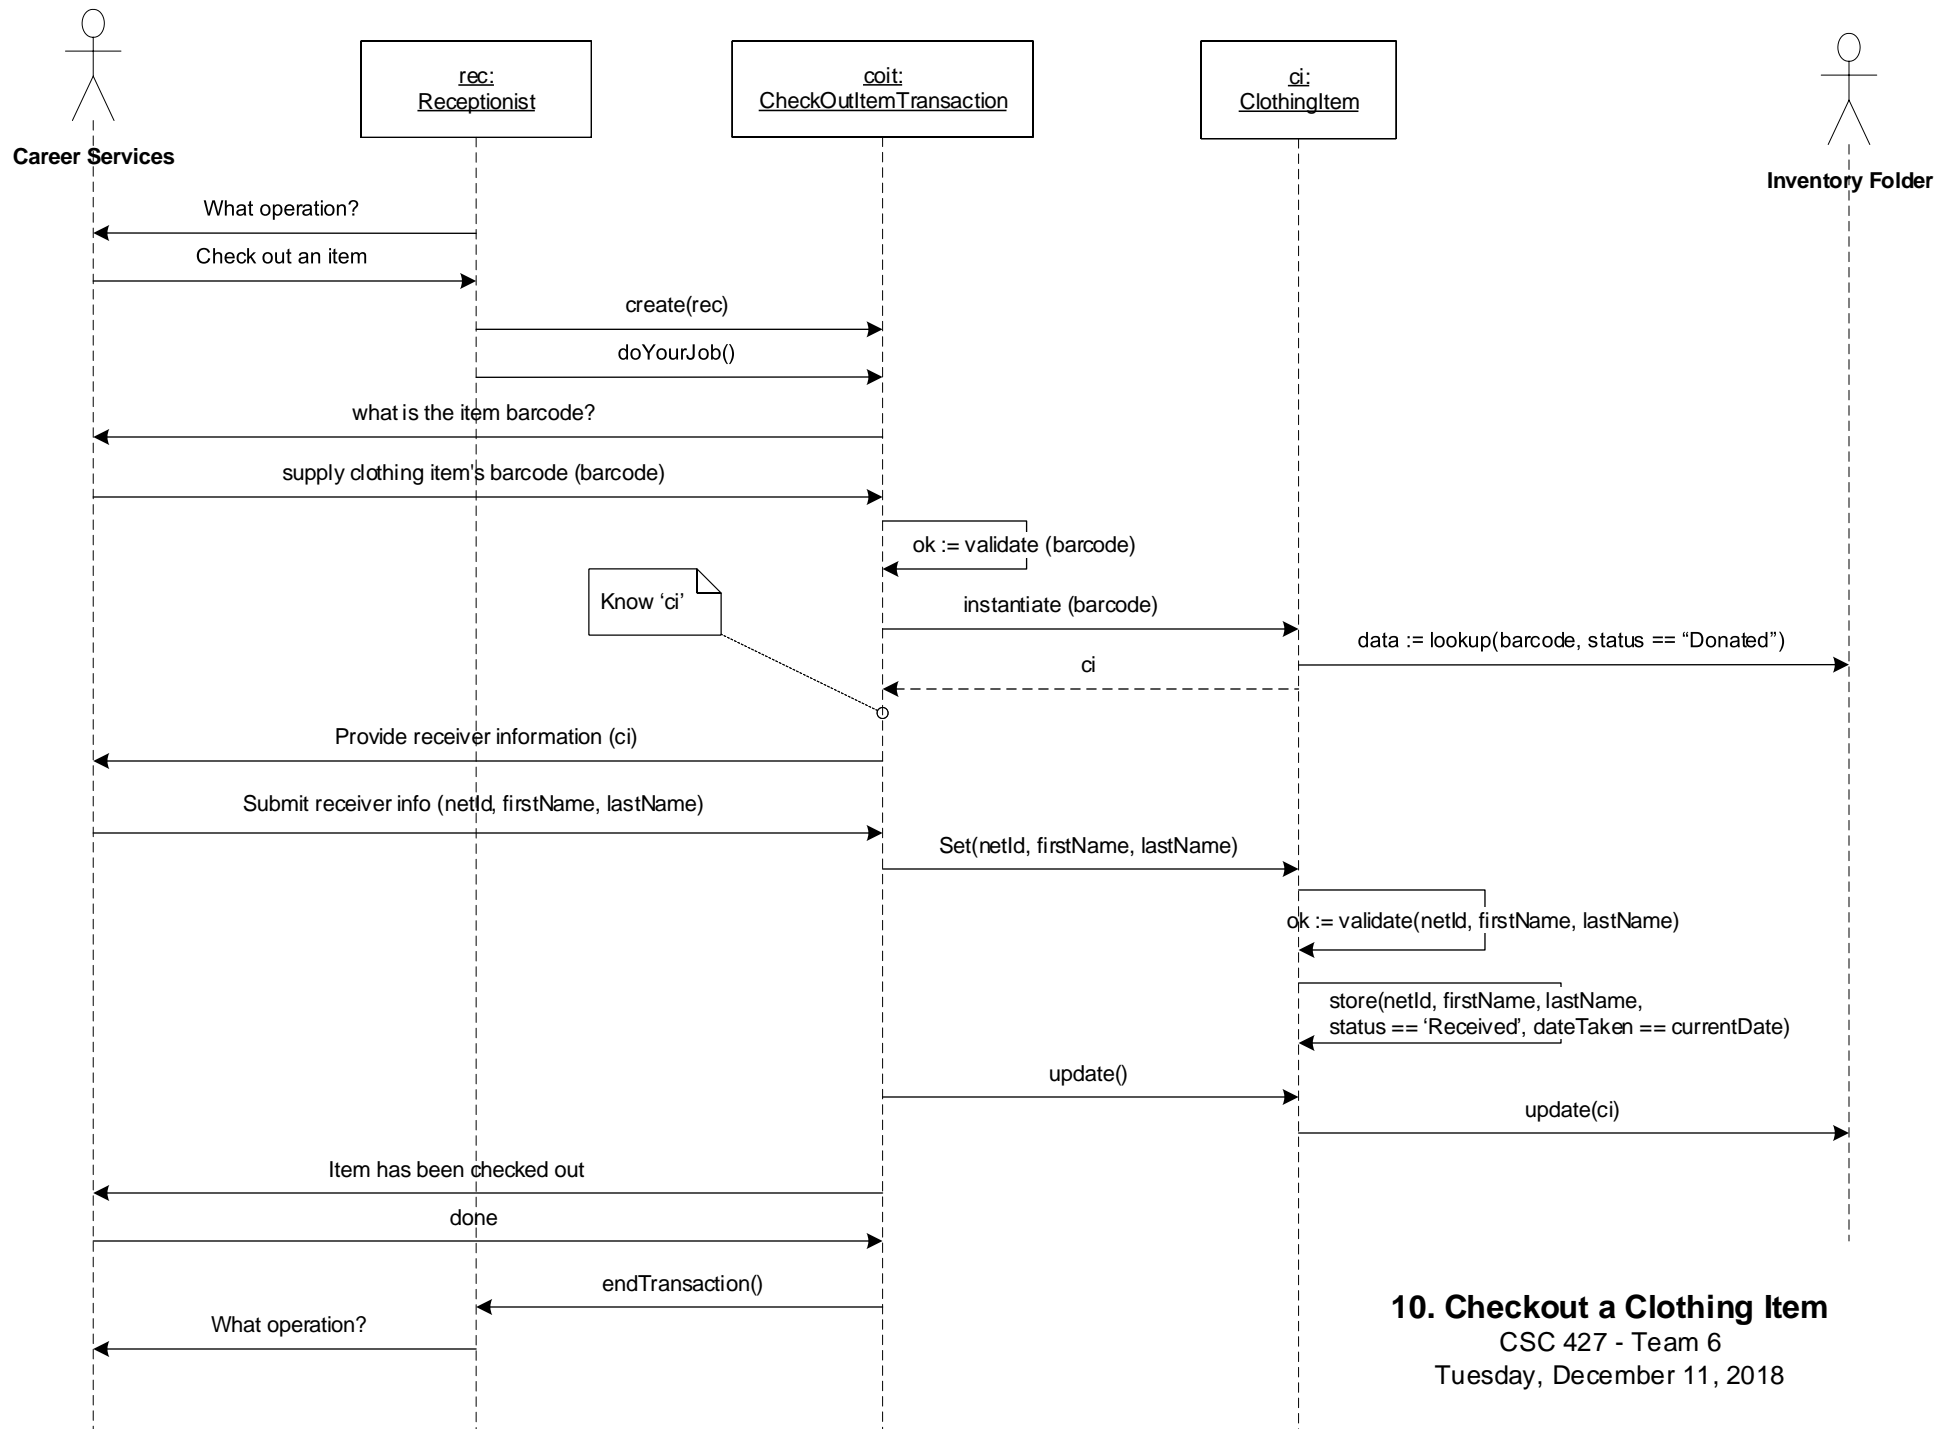 rec:
Receptionist
coit:
CheckOutItemTransaction
ci:
ClothingItem
Career Services
Inventory Folder
What operation?
Check out an item
create(rec)
doYourJob()
what is the item barcode?
supply clothing item's barcode (barcode)
ok := validate (barcode)
Know ‘ci’
instantiate (barcode)
data := lookup(barcode, status == “Donated”)
ci
Provide receiver information (ci)
Submit receiver info (netId, firstName, lastName)
Set(netId, firstName, lastName)
ok := validate(netId, firstName, lastName)
store(netId, firstName, lastName,
status == ‘Received’, dateTaken == currentDate)
update()
update(ci)
Item has been checked out
done
endTransaction()
What operation?
10. Checkout a Clothing Item
CSC 427 - Team 6
Tuesday, December 11, 2018